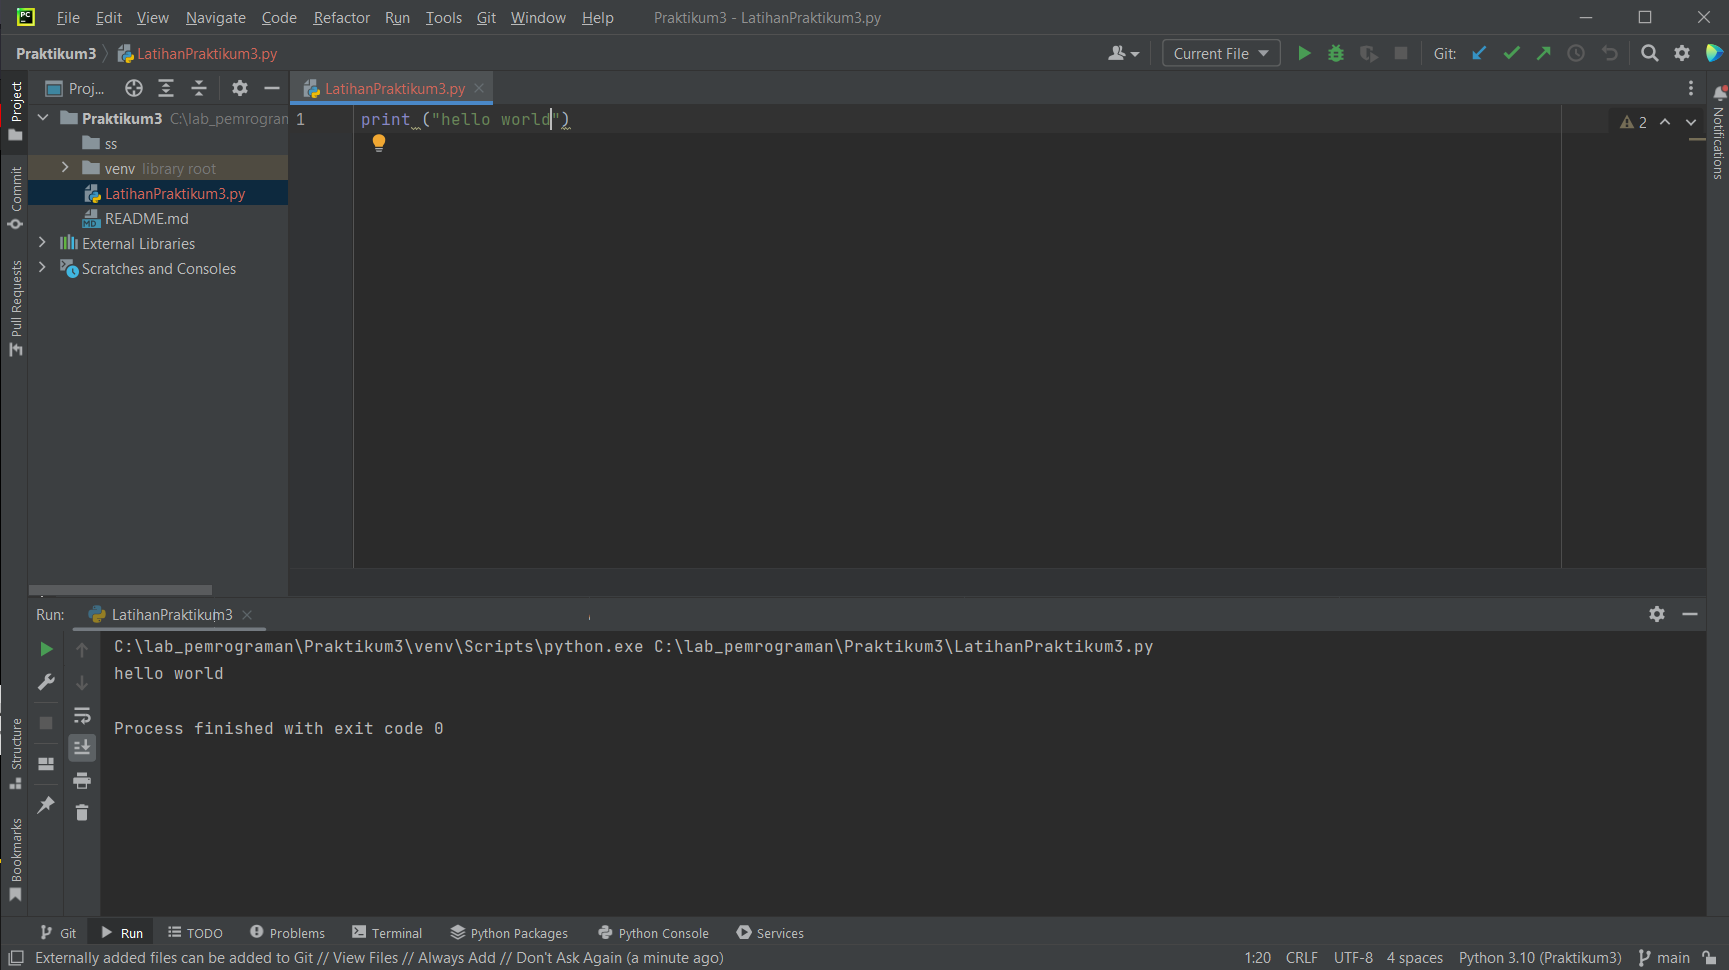 PC File Edit View Navigate Code Refactor Run Tools Git Window Help Praktikum3 - LatihanPraktikum3.py
Praktikum3 LatihanPraktikum3.py Current File Git:
Proj... LatihanPraktikum3.py
Project
Commit
Pull Requests
Structure
Bookmarks
Notifications
Praktikum3 C:\lab_pemrograman
ss
venv library root
LatihanPraktikum3.py
README.md
External Libraries
Scratches and Consoles
1 print ("hello world")
2
Run: LatihanPraktikum3
C:\lab_pemrograman\Praktikum3\venv\Scripts\python.exe C:\lab_pemrograman\Praktikum3\LatihanPraktikum3.py
hello world
Process finished with exit code 0
Git Run TODO Problems Terminal Python Packages Python Console Services
Externally added files can be added to Git // View Files // Always Add // Don't Ask Again (a minute ago) 1:20 CRLF UTF-8 4 spaces Python 3.10 (Praktikum3) main